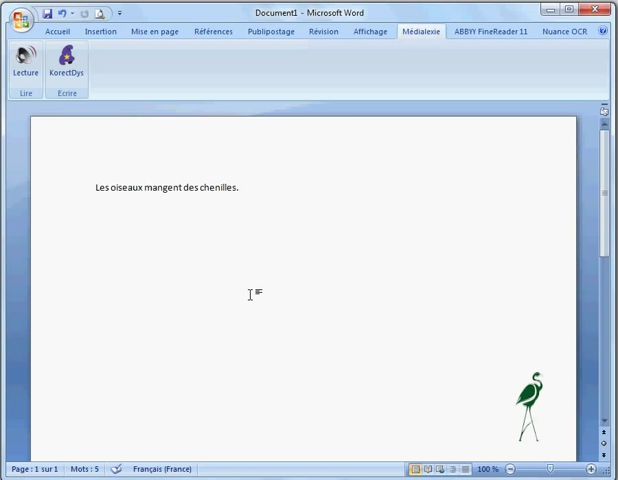 Document1 - Microsoft Word
Accueil Insertion Mise en page Références Publipostage Révision Affichage Médialexie ABBYY FineReader 11 Nuance OCR
Lecture KorectDys
Lire Ecrire
Les oiseaux mangent des chenilles.
Page : 1 sur 1 Mots : 5 Français (France) 100 %